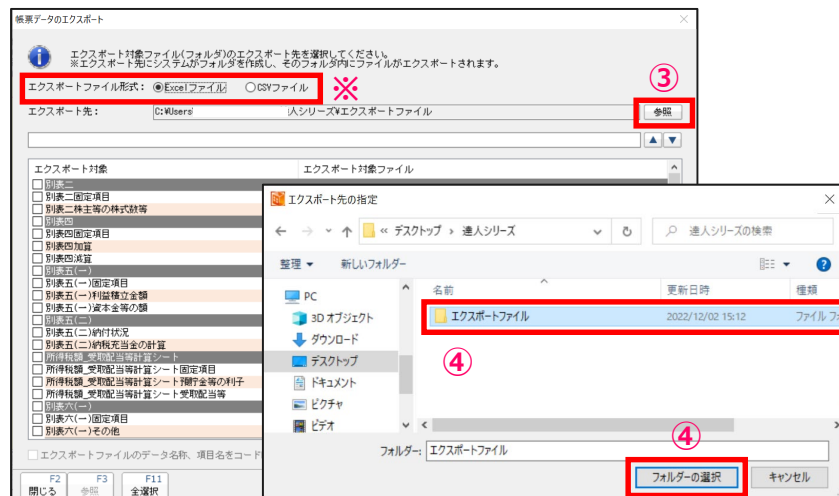 帳票データのエクスポート
エクスポート対象ファイル(フォルダ)のエクスポート先を選択してください。
※エクスポート先にシステムがフォルダを作成し、そのフォルダ内にファイルがエクスポートされます。
エクスポートファイル形式： Excelファイル CSVファイル ※
③
エクスポート先： C:¥Users 人シリーズ¥エクスポートファイル 参照
エクスポート対象 エクスポート対象ファイル
別表二
別表二固定項目
別表二株主等の株式数等
別表四
別表四固定項目
別表四加算
別表四減算
別表五(一)
別表五(一)固定項目
別表五(一)利益積立金額
別表五(一)資本金等の額
別表五(二)
別表五(二)納付状況
別表五(二)納税充当金の計算
所得税額_受取配当等計算シート
所得税額_受取配当等計算シート固定項目
所得税額_受取配当等計算シート預貯金等の利子
所得税額_受取配当等計算シート受取配当等
別表六(一)
別表六(一)固定項目
別表六(一)その他
エクスポートファイルのデータ名称、項目名をコード
F2 F3 F11
閉じる 参照 全選択
エクスポート先の指定
« デスクトップ › 達人シリーズ 達人シリーズの検索
整理 新しいフォルダー
名前 更新日時 種類
PC
3D オブジェクト
ダウンロード
デスクトップ
ドキュメント
ピクチャ
ビデオ
エクスポートファイル 2022/12/02 15:12 ファイル フォ
④
④
フォルダー: エクスポートファイル
フォルダーの選択 キャンセル